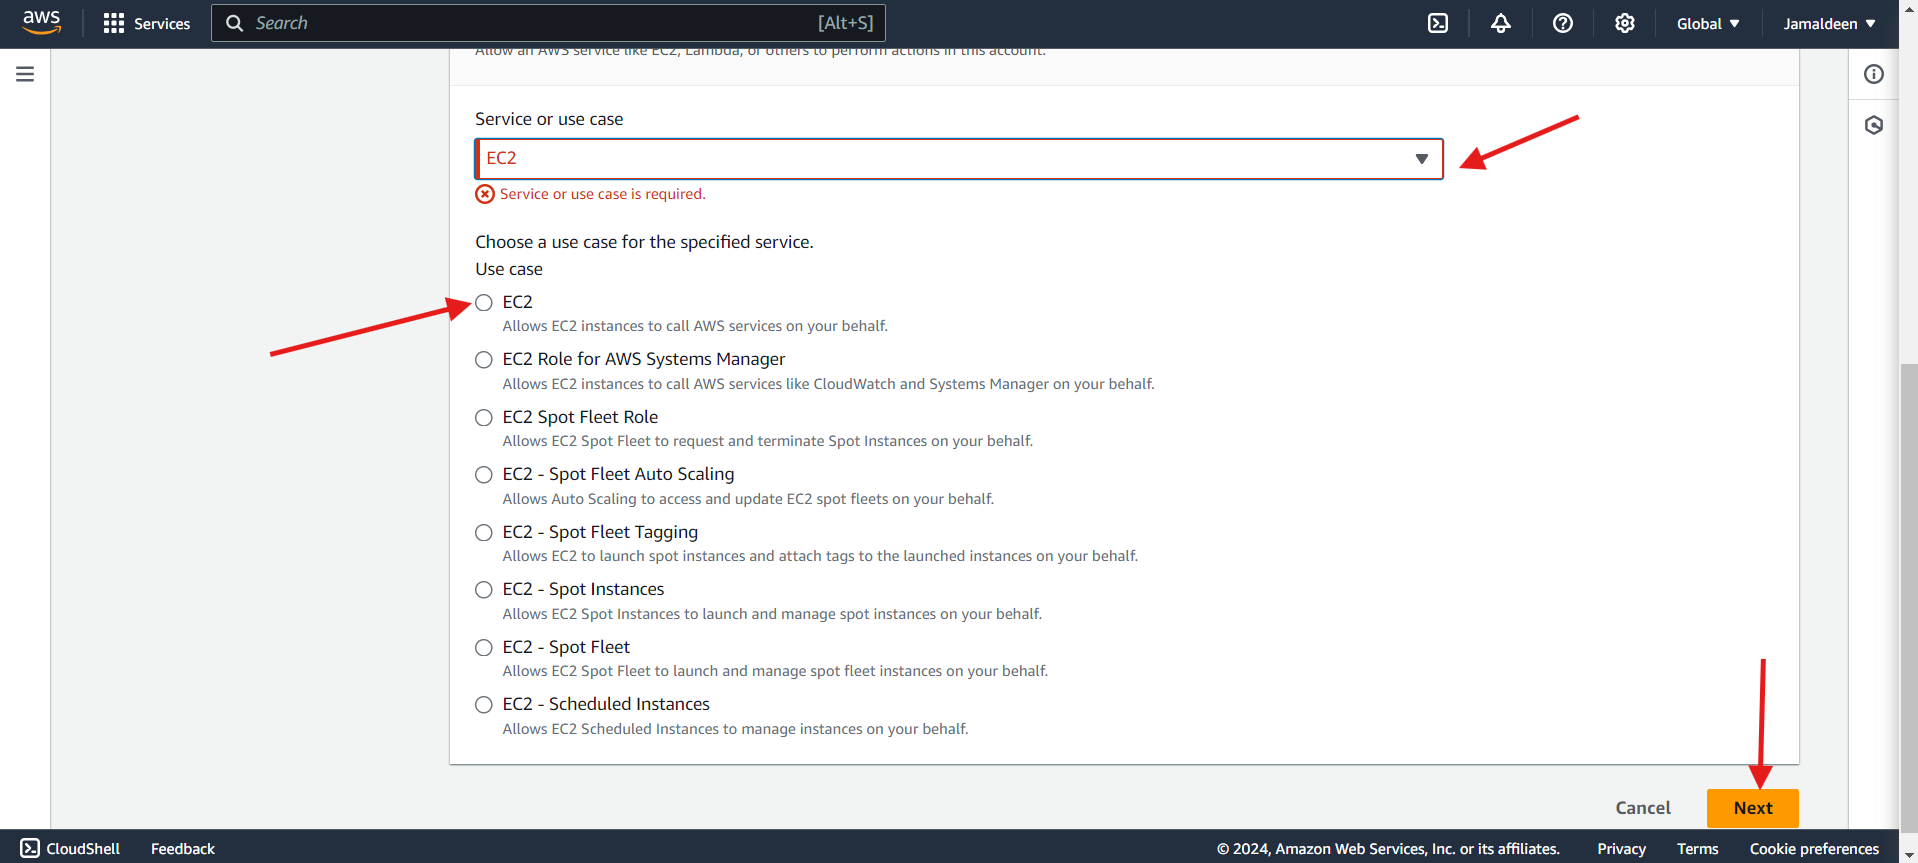 aws
Services
Search
[Alt+S]
Global
Jamaldeen
Allow an AWS service like EC2, Lambda, or others to perform actions in this account.
Service or use case
EC2
Service or use case is required.
Choose a use case for the specified service.
Use case
EC2
Allows EC2 instances to call AWS services on your behalf.
EC2 Role for AWS Systems Manager
Allows EC2 instances to call AWS services like CloudWatch and Systems Manager on your behalf.
EC2 Spot Fleet Role
Allows EC2 Spot Fleet to request and terminate Spot Instances on your behalf.
EC2 - Spot Fleet Auto Scaling
Allows Auto Scaling to access and update EC2 spot fleets on your behalf.
EC2 - Spot Fleet Tagging
Allows EC2 to launch spot instances and attach tags to the launched instances on your behalf.
EC2 - Spot Instances
Allows EC2 Spot Instances to launch and manage spot instances on your behalf.
EC2 - Spot Fleet
Allows EC2 Spot Fleet to launch and manage spot fleet instances on your behalf.
EC2 - Scheduled Instances
Allows EC2 Scheduled Instances to manage instances on your behalf.
Cancel
Next
CloudShell
Feedback
© 2024, Amazon Web Services, Inc. or its affiliates.
Privacy
Terms
Cookie preferences